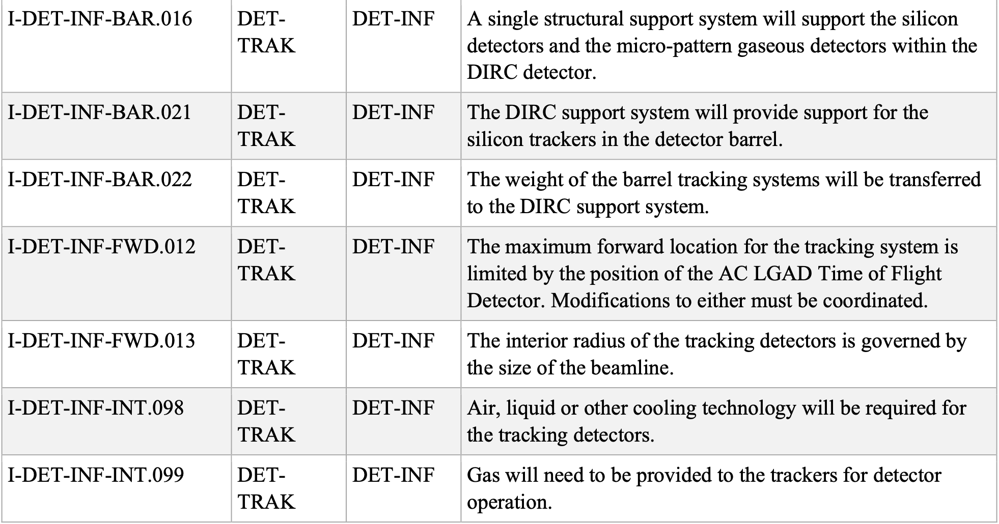 I-DET-INF-BAR.016 DET- DET-INF A single structural support system will support the silicon
TRAK detectors and the micro-pattern gaseous detectors within the
DIRC detector.
I-DET-INF-BAR.021 DET- DET-INF The DIRC support system will provide support for the
TRAK silicon trackers in the detector barrel.
I-DET-INF-BAR.022 DET- DET-INF The weight of the barrel tracking systems will be transferred
TRAK to the DIRC support system.
I-DET-INF-FWD.012 DET- DET-INF The maximum forward location for the tracking system is
TRAK limited by the position of the AC LGAD Time of Flight
Detector. Modifications to either must be coordinated.
I-DET-INF-FWD.013 DET- DET-INF The interior radius of the tracking detectors is governed by
TRAK the size of the beamline.
I-DET-INF-INT.098 DET- DET-INF Air, liquid or other cooling technology will be required for
TRAK the tracking detectors.
I-DET-INF-INT.099 DET- DET-INF Gas will need to be provided to the trackers for detector
TRAK operation.